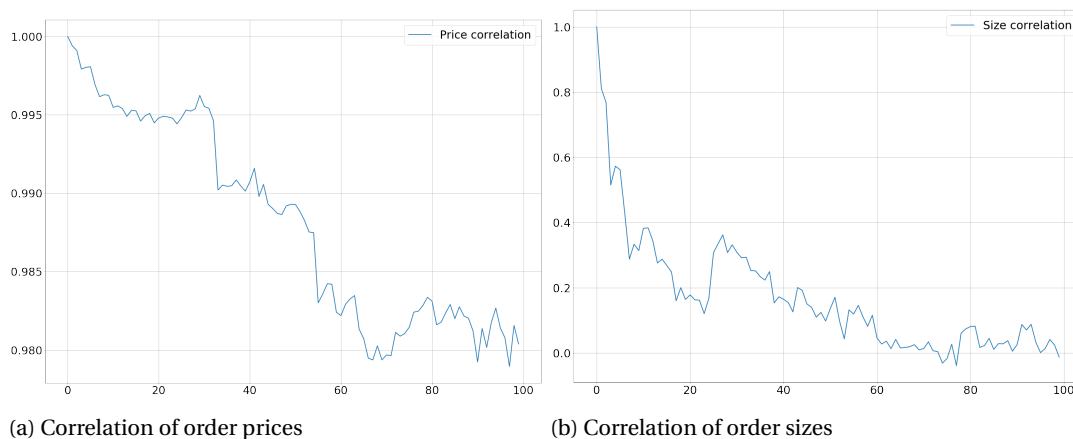 1.000
0.995
0.990
0.985
0.980
0 20 40 60 80 100
Price correlation
(a) Correlation of order prices
1.0
0.8
0.6
0.4
0.2
0.0
0 20 40 60 80 100
Size correlation
(b) Correlation of order sizes